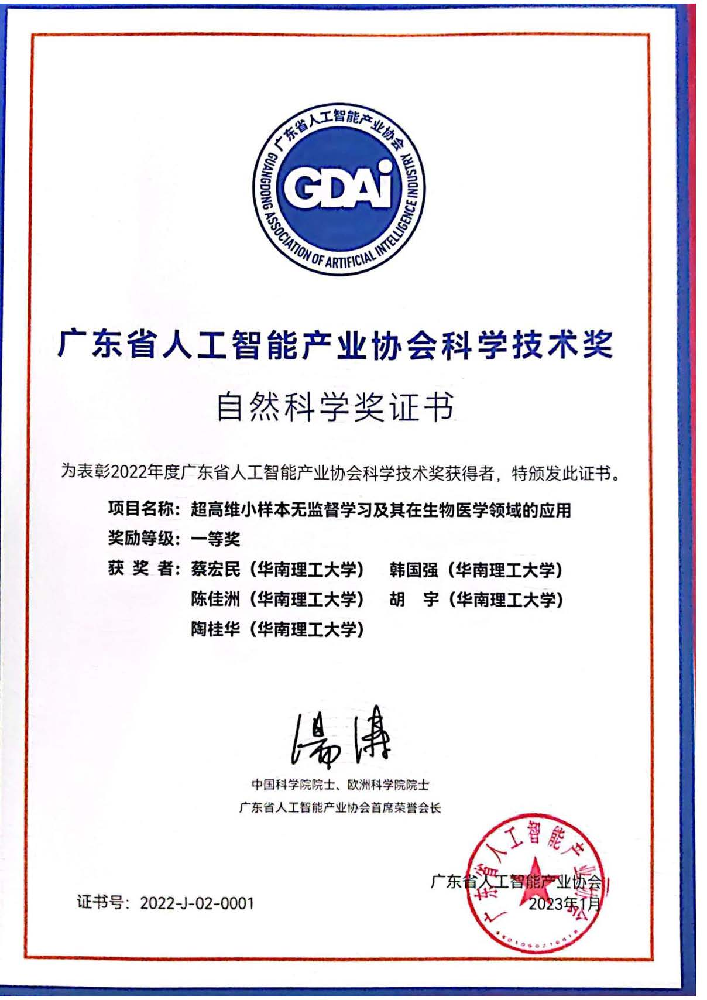 广东省人工智能产业协会
GUANGDONG ASSOCIATION OF ARTIFICIAL INTELLIGENCE INDUSTRY
GDAi
广东省人工智能产业协会科学技术奖
自然科学奖证书
为表彰2022年度广东省人工智能产业协会科学技术奖获得者，特颁发此证书。
项目名称：超高维小样本无监督学习及其在生物医学领域的应用
奖励等级：一等奖
获 奖 者：蔡宏民（华南理工大学） 韩国强（华南理工大学）
陈佳洲（华南理工大学） 胡 宇（华南理工大学）
陶桂华（华南理工大学）
中国科学院院士、欧洲科学院院士
广东省人工智能产业协会首席荣誉会长
广东省人工智能产业协会
广东省人工智能产业协会
证书号：2022-J-02-0001
2023年1月